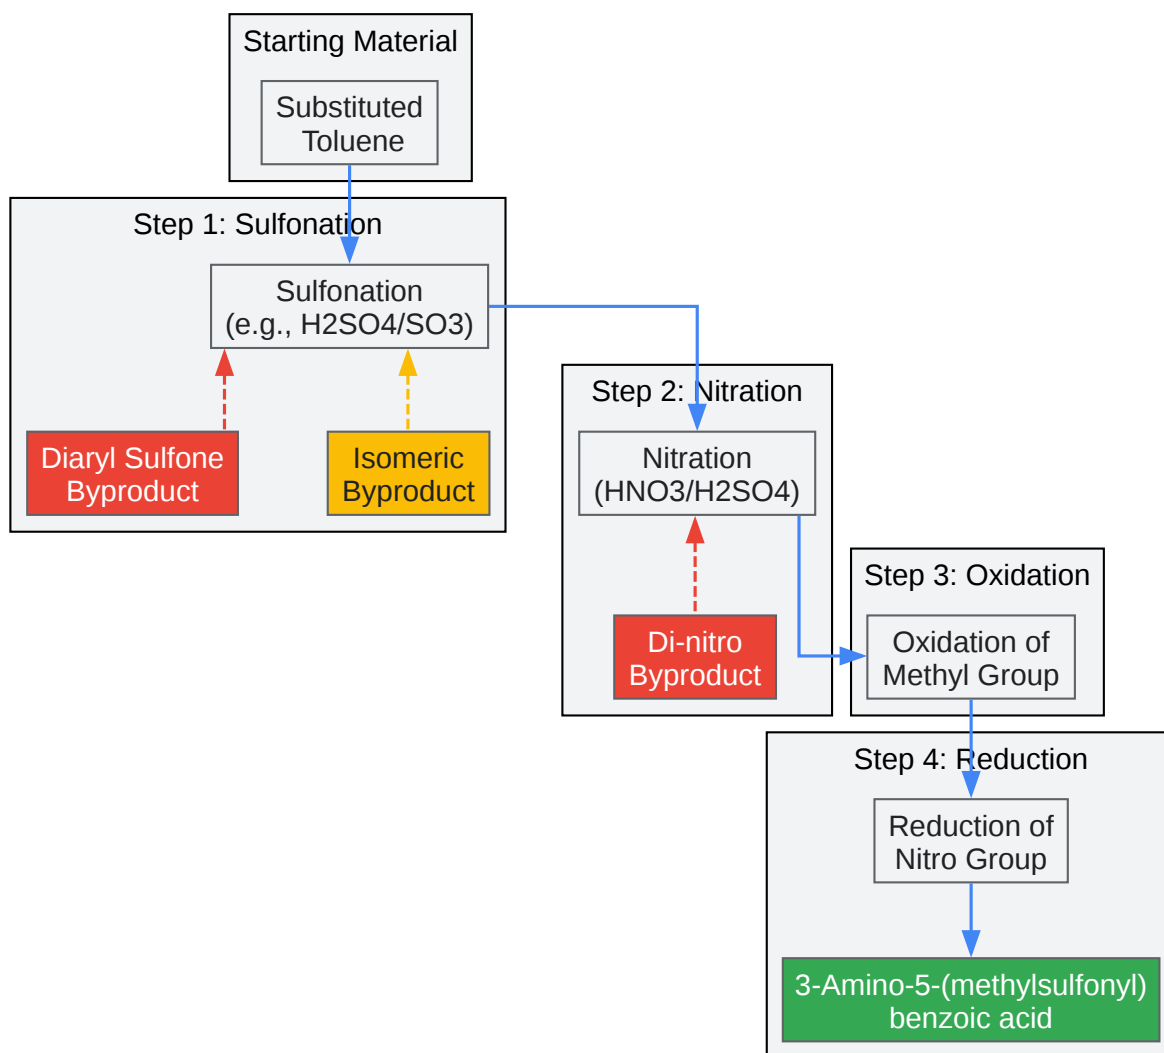 Starting Material
Substituted
Toluene
Step 1: Sulfonation
Sulfonation
(e.g., H2SO4/SO3)
Diaryl Sulfone
Byproduct
Isomeric
Byproduct
Step 2: Nitration
Nitration
(HNO3/H2SO4)
Di-nitro
Byproduct
Step 3: Oxidation
Oxidation of
Methyl Group
Step 4: Reduction
Reduction of
Nitro Group
3-Amino-5-(methylsulfonyl)
benzoic acid